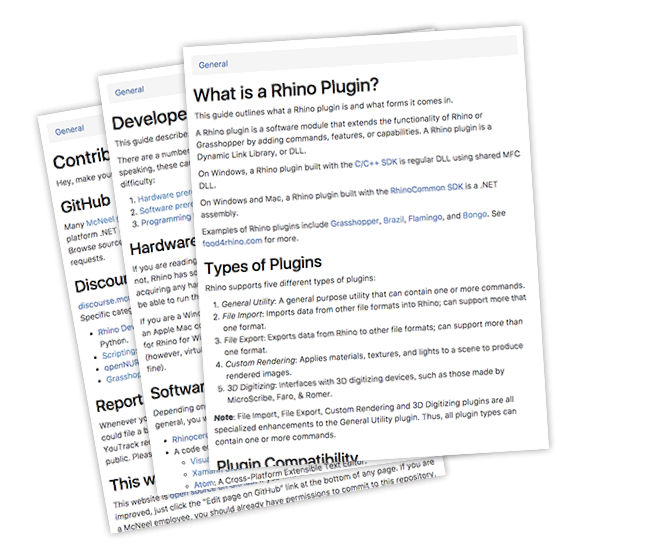 General
What is a Rhino Plugin?
This guide outlines what a Rhino plugin is and what forms it comes in.
A Rhino plugin is a software module that extends the functionality of Rhino or
Grasshopper by adding commands, features, or capabilities. A Rhino plugin is a
Dynamic Link Library, or DLL.
On Windows, a Rhino plugin built with the C/C++ SDK is regular DLL using shared MFC
DLL.
On Windows and Mac, a Rhino plugin built with the RhinoCommon SDK is a .NET
assembly.
Examples of Rhino plugins include Grasshopper, Brazil, Flamingo, and Bongo. See
food4rhino.com for more.
Types of Plugins
Rhino supports five different types of plugins:
1. General Utility: A general purpose utility that can contain one or more commands.
2. File Import: Imports data from other file formats into Rhino; can support more that
one format.
3. File Export: Exports data from Rhino to other file formats; can support more than
one format.
4. Custom Rendering: Applies materials, textures, and lights to a scene to produce
rendered images.
5. 3D Digitizing: Interfaces with 3D digitizing devices, such as those made by
MicroScribe, Faro, & Romer.
Note: File Import, File Export, Custom Rendering and 3D Digitizing plugins are all
specialized enhancements to the General Utility plugin. Thus, all plugin types can
contain one or more commands.
Plugin Compatibility
General
Develope
This guide describe
There are a number
speaking, these ca
difficulty:
1. Hardware prer
2. Software prere
3. Programming
Hardware
If you are reading
not, Rhino has so
acquiring any ha
be able to run th
If you are a Wind
an Apple Mac co
for Rhino for Wi
(however, virtua
fine).
Softwar
Depending on
general, you w
Rhinocero
A code e
Visua
Xamarin
Atom: A Cross-Platform Extensible Text Editor.
General
Contrib
Hey, make you
GitHub
Many McNeel
platform .NET
Browse source
requests.
Discour
discourse.mc
Specific categ
Rhino Dev
Python.
Scripting
openNUR
Grasshop
Report
Whenever yo
could file a b
YouTrack re
public. Pleas
This w
This website is open source on
improved, just click the "Edit page on GitHub" link at the bottom of any page. If you are
a McNeel employee, you should already have permissions to commit to this repository.